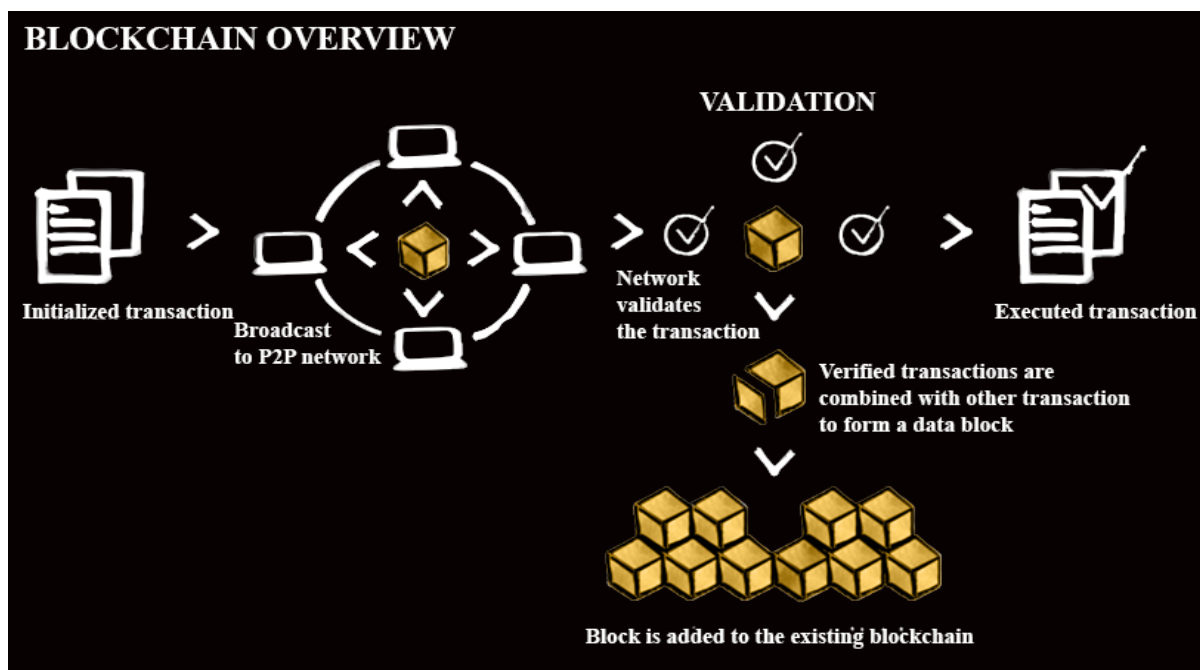 BLOCKCHAIN OVERVIEW
VALIDATION
Initialized transaction
Broadcast
to P2P network
Network
validates
the transaction
Executed transaction
Verified transactions are
combined with other transaction
to form a data block
Block is added to the existing blockchain